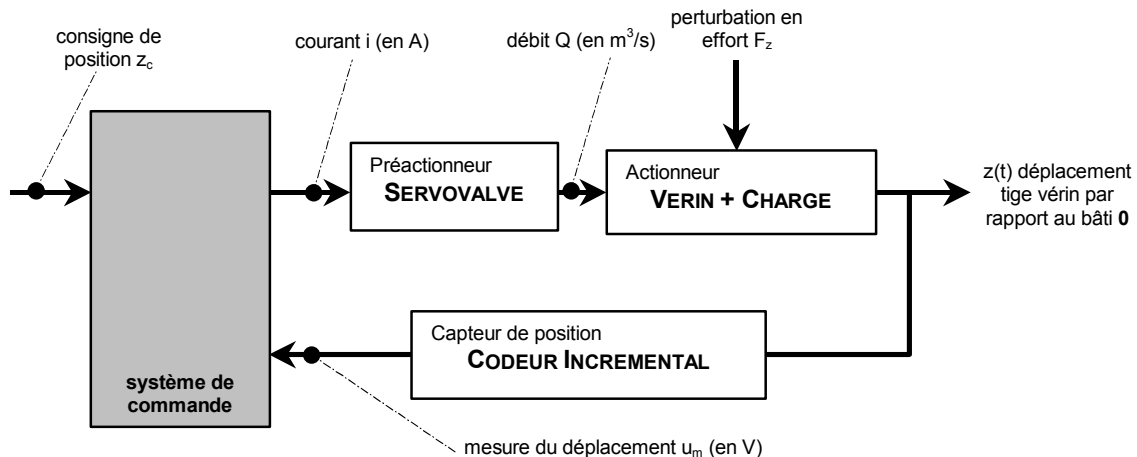 consigne de
position z_c
courant i (en A)
débit Q (en m³/s)
perturbation en
effort F_z
Préactionneur
SERVOVALVE
Actionneur
VERIN + CHARGE
z(t) déplacement
tige vérin par
rapport au bâti 0
Capteur de position
CODEUR INCREMENTAL
système de
commande
mesure du déplacement u_m (en V)